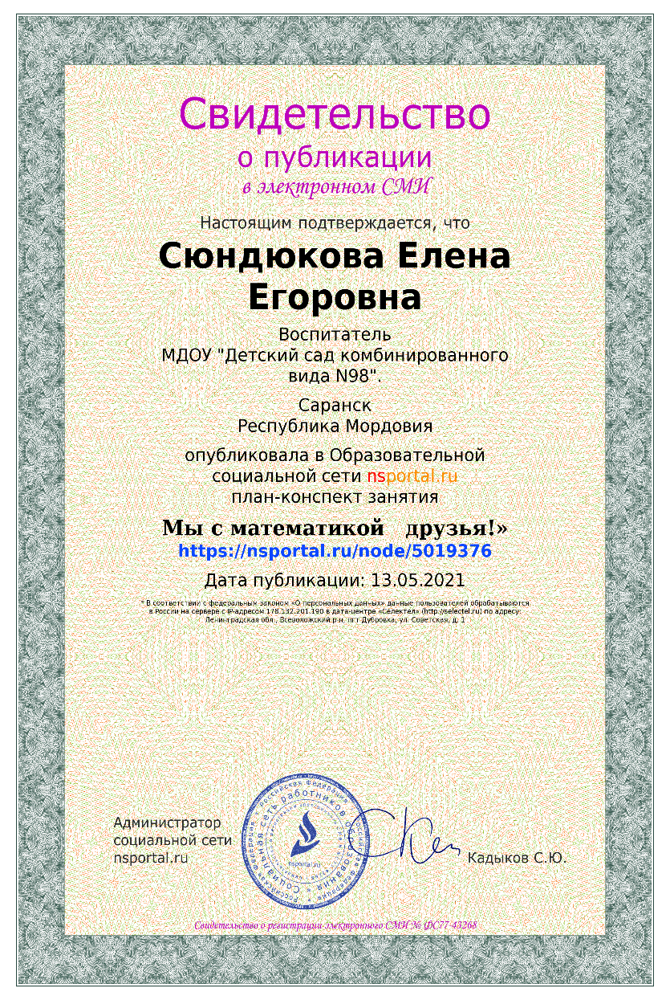 Свидетельство
о публикации
в электронном СМИ
Настоящим подтверждается, что
Сюндюкова Елена
Егоровна
Воспитатель
МДОУ "Детский сад комбинированного
вида N98".
Саранск
Республика Мордовия
опубликовала в Образовательной
социальной сети nsportal.ru
план-конспект занятия
Мы с математикой друзья!»
https://nsportal.ru/node/5019376
Дата публикации: 13.05.2021
* В соответствии с федеральным законом «О персональных данных» данные пользователей обрабатываются
в России на сервере с IP-адресом 178.132.201.190 в дата-центре «Селектел» (http://selectel.ru) по адресу:
Ленинградская обл., Всеволожский р-н, пгт Дубровка, ул. Советская, д. 1
Администратор
социальной сети
nsportal.ru
Российская Федерация
Социальная сеть работников образования
nsportal.ru
Кадыков С.Ю.
Свидетельство о регистрации электронного СМИ № ФС77-43268